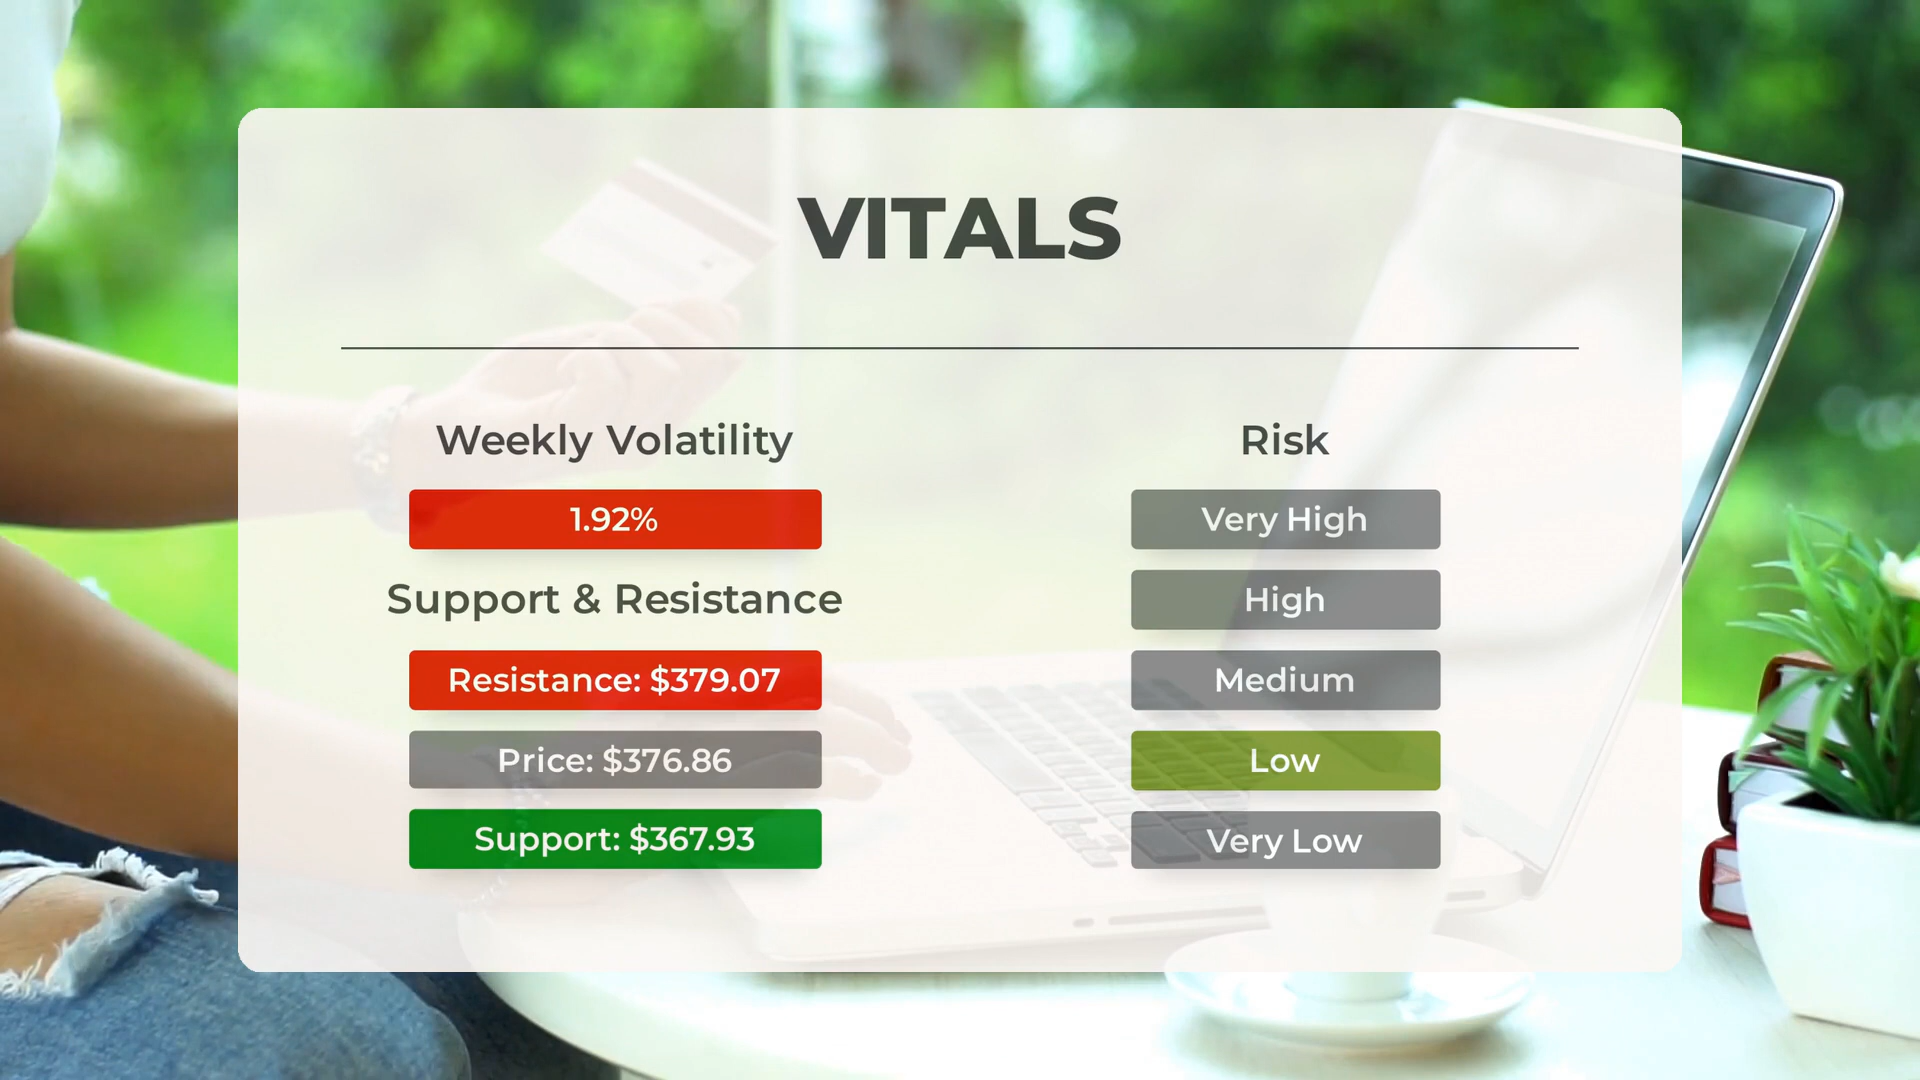 VITALS
Weekly Volatility
1.92%
Support & Resistance
Resistance: $379.07
Price: $376.86
Support: $367.93
Risk
Very High
High
Medium
Low
Very Low